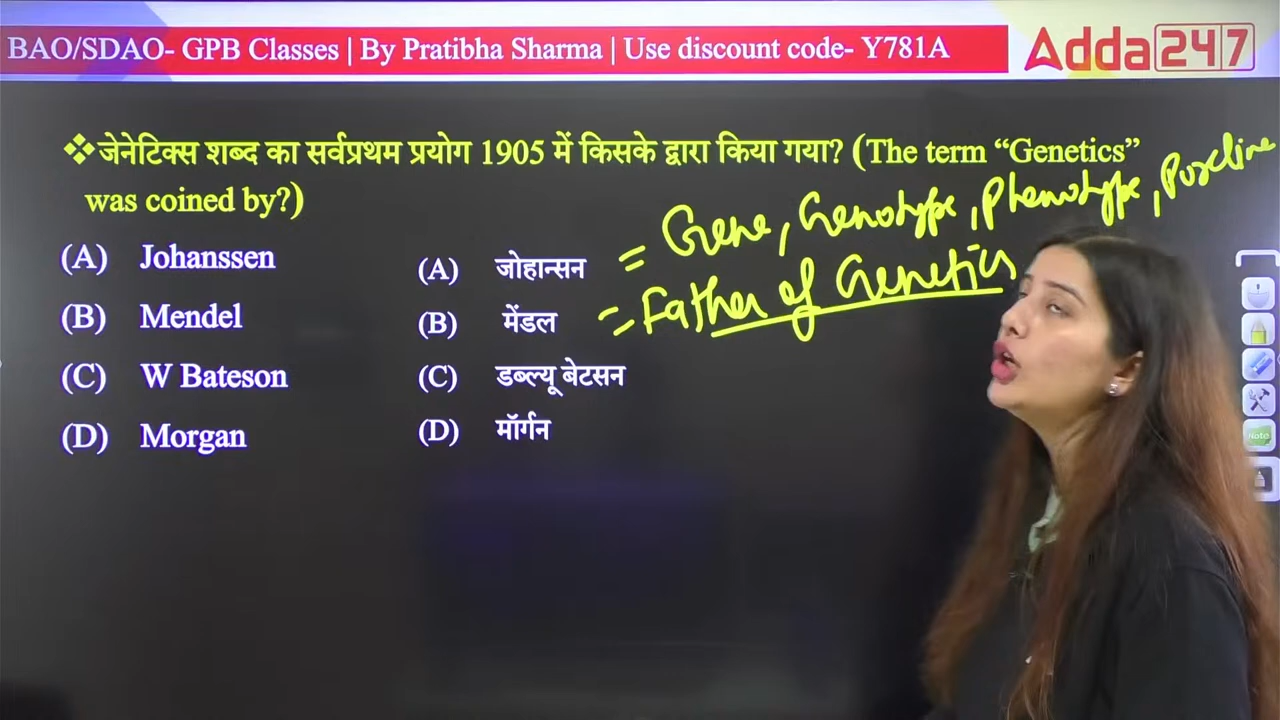 BAO/SDAO- GPB Classes | By Pratibha Sharma | Use discount code- Y781A
Adda247
❖जेनेटिक्स शब्द का सर्वप्रथम प्रयोग 1905 में किसके द्वारा किया गया? (The term “Genetics”
was coined by?)
= Gene, Genotype, Phenotype, Pureline
(A) Johanssen (A) जोहान्सन
= Father of Genetics
(B) Mendel (B) मेंडल
(C) W Bateson (C) डब्ल्यू बेटसन
(D) Morgan (D) मॉर्गन
Note